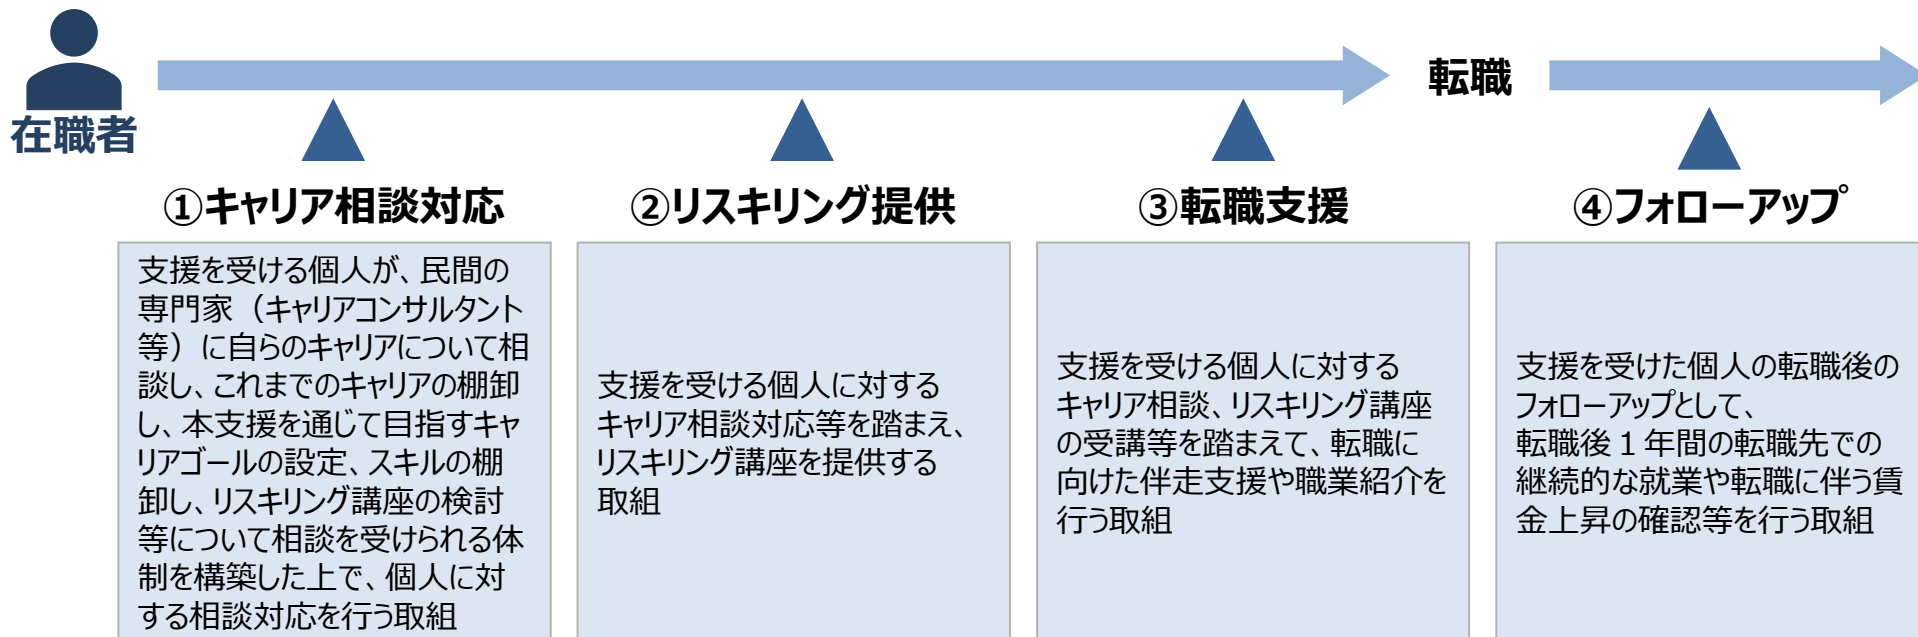 在職者
転職
①キャリア相談対応
支援を受ける個人が、民間の
専門家（キャリアコンサルタント
等）に自らのキャリアについて相
談し、これまでのキャリアの棚卸
し、本支援を通じて目指すキャ
リアゴールの設定、スキルの棚
卸し、リスキリング講座の検討
等について相談を受けられる体
制を構築した上で、個人に対
する相談対応を行う取組
②リスキリング提供
支援を受ける個人に対する
キャリア相談対応等を踏まえ、
リスキリング講座を提供する
取組
③転職支援
支援を受ける個人に対する
キャリア相談、リスキリング講座
の受講等を踏まえて、転職に
向けた伴走支援や職業紹介を
行う取組
④フォローアップ
支援を受けた個人の転職後の
フォローアップとして、
転職後１年間の転職先での
継続的な就業や転職に伴う賃
金上昇の確認等を行う取組